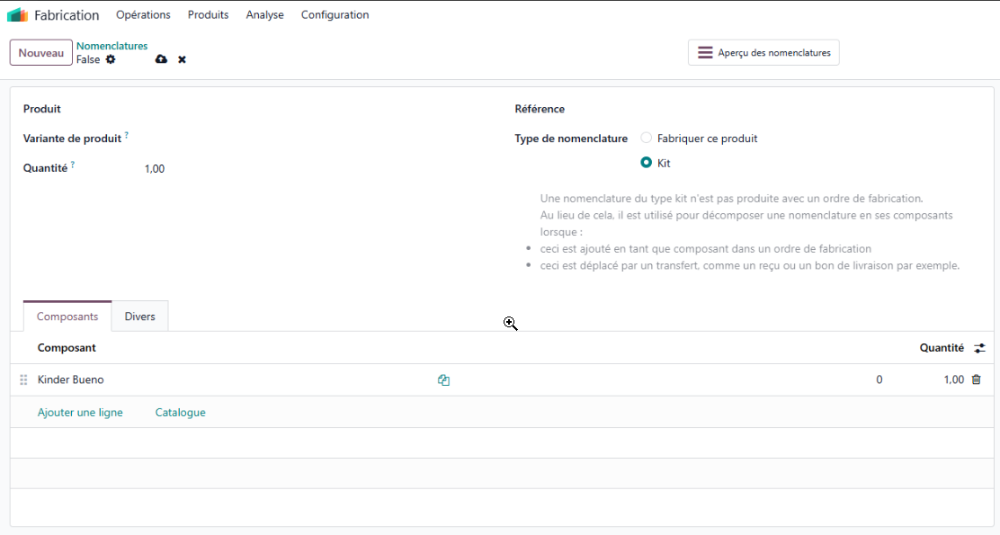 Fabrication Opérations Produits Analyse Configuration
Nouveau
Nomenclatures
False
Aperçu des nomenclatures
Produit
Référence
Variante de produit ?
Type de nomenclature
Fabriquer ce produit
Quantité ? 1,00
Kit
Une nomenclature du type kit n'est pas produite avec un ordre de fabrication.
Au lieu de cela, il est utilisé pour décomposer une nomenclature en ses composants
lorsque :
• ceci est ajouté en tant que composant dans un ordre de fabrication
• ceci est déplacé par un transfert, comme un reçu ou un bon de livraison par exemple.
Composants Divers
Composant Quantité
Kinder Bueno 0 1,00
Ajouter une ligne Catalogue